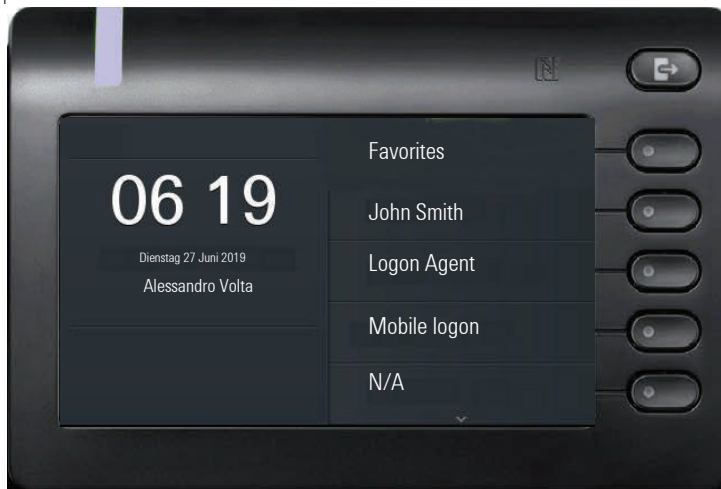 06 19
Dienstag 27 Juni 2019
Alessandro Volta
Favorites
John Smith
Logon Agent
Mobile logon
N/A